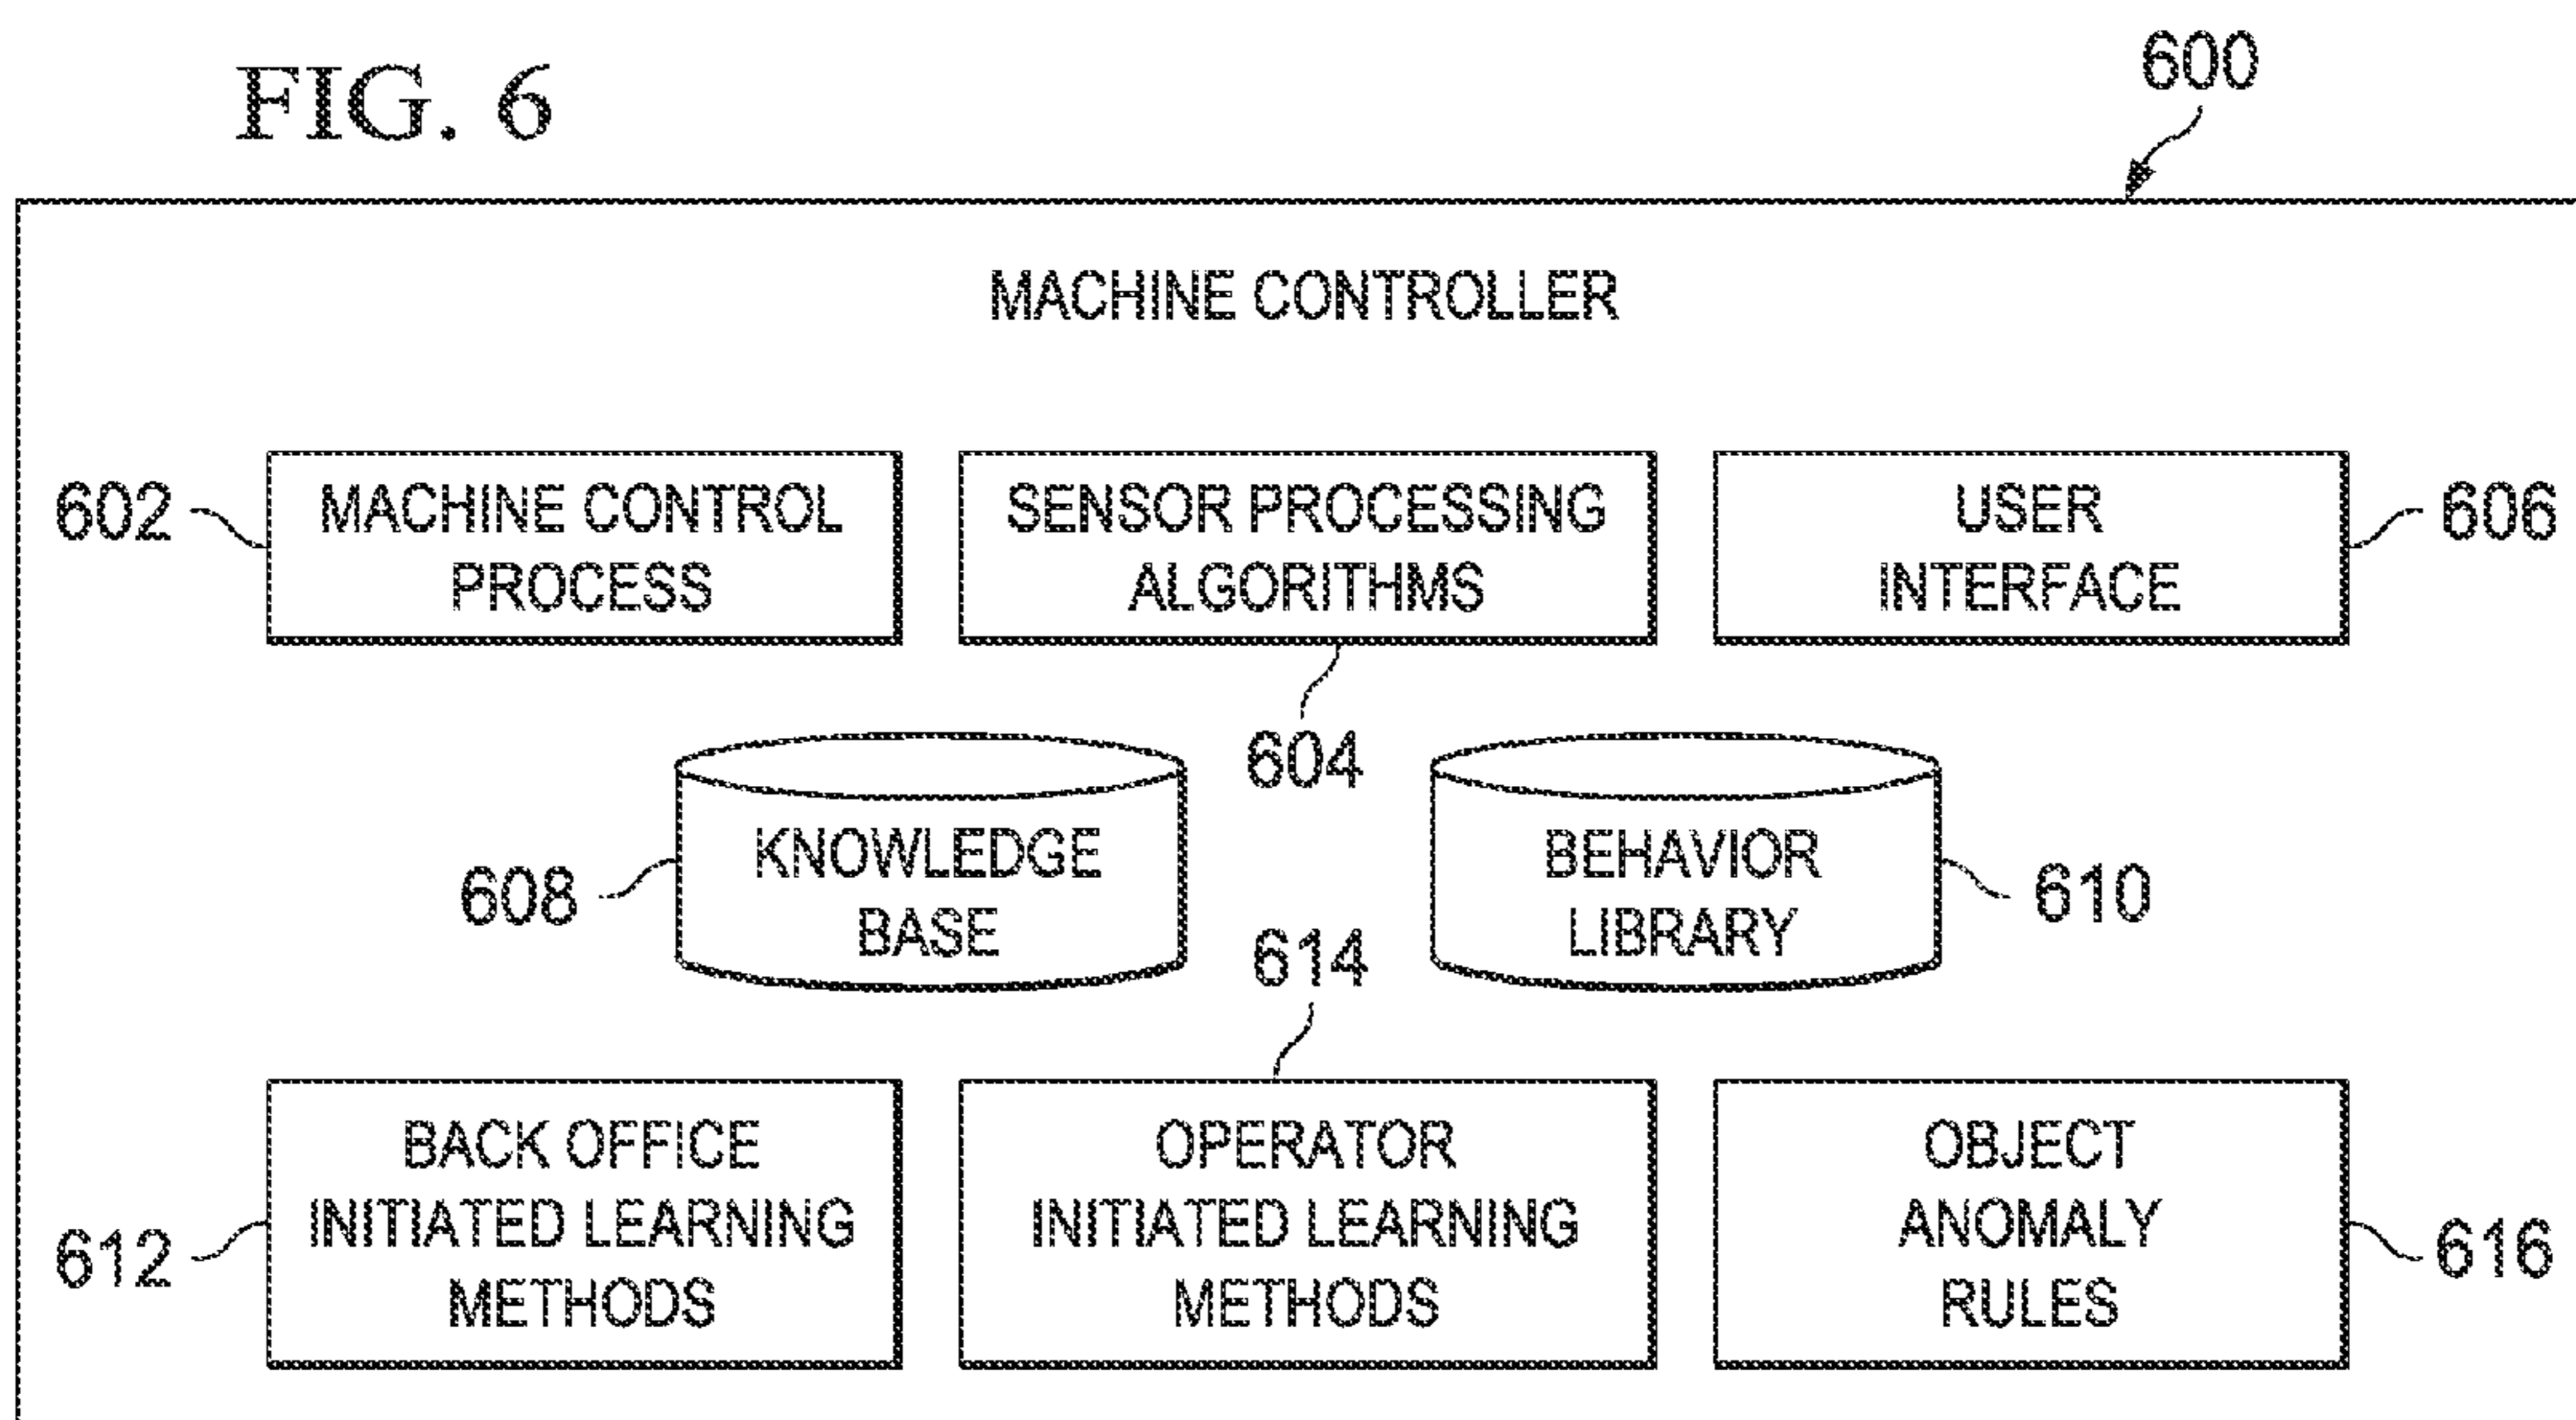 FIG. 6
600
MACHINE CONTROLLER
602
MACHINE CONTROL
PROCESS
SENSOR PROCESSING
ALGORITHMS
604
USER
INTERFACE
606
608
KNOWLEDGE
BASE
BEHAVIOR
LIBRARY
610
612
BACK OFFICE
INITIATED LEARNING
METHODS
614
OPERATOR
INITIATED LEARNING
METHODS
OBJECT
ANOMALY
RULES
616